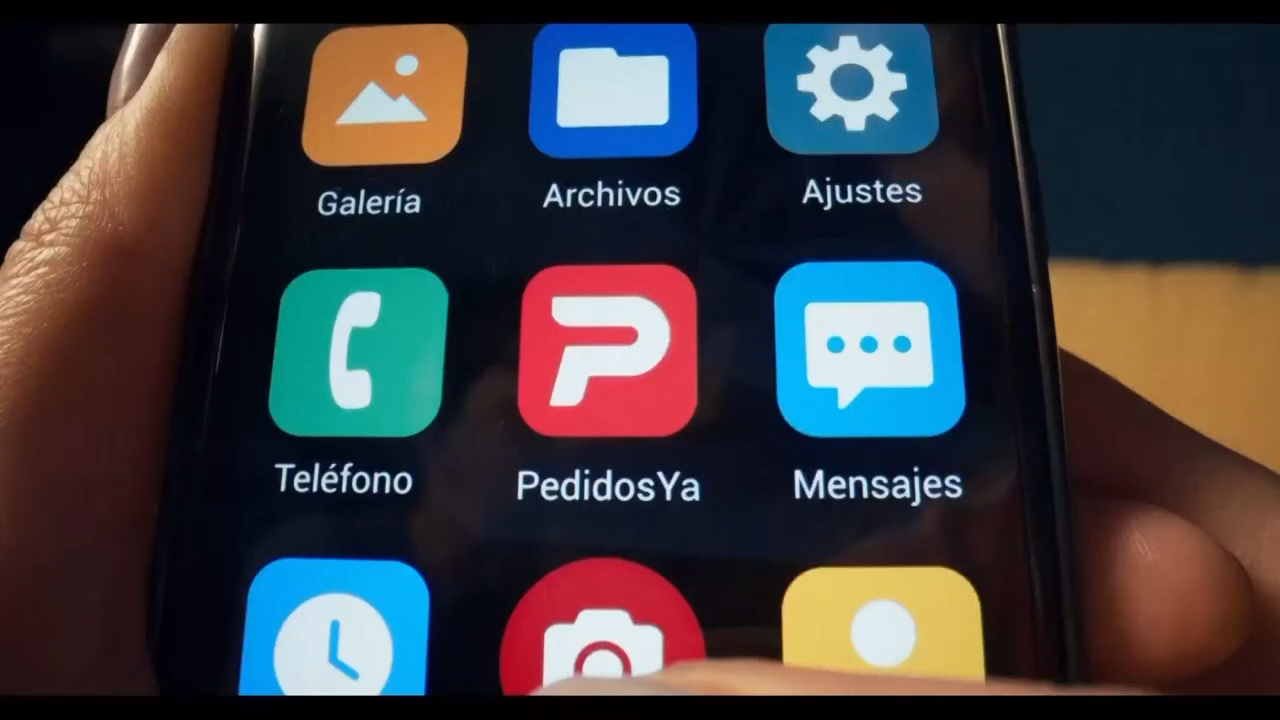 Galería
Archivos
Ajustes
Teléfono
PedidosYa
Mensajes